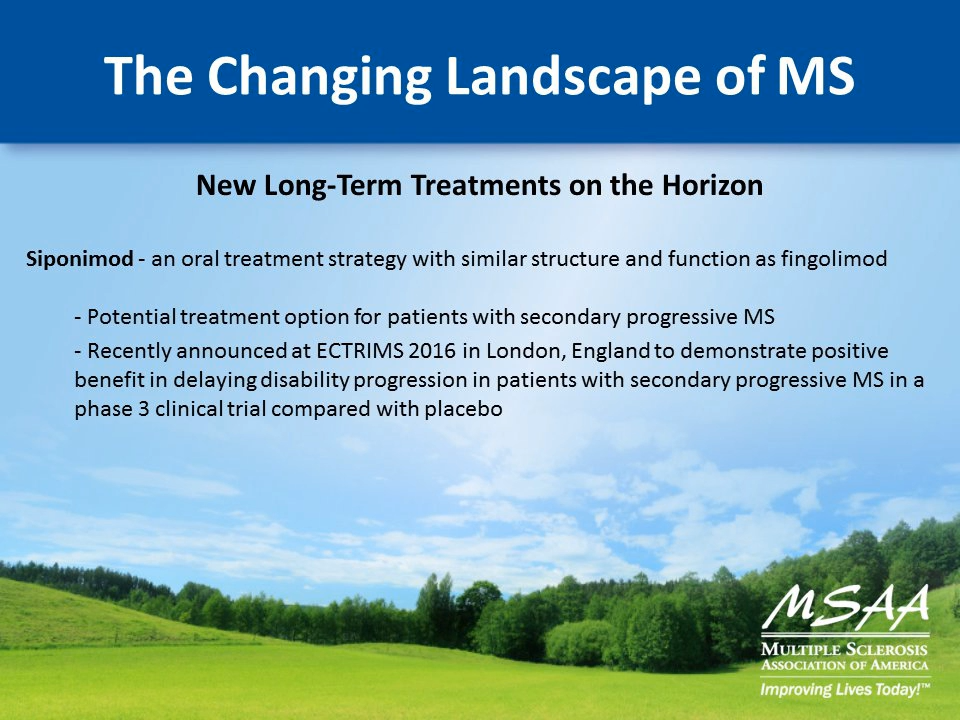 The Changing Landscape of MS
New Long-Term Treatments on the Horizon
Siponimod - an oral treatment strategy with similar structure and function as fingolimod
- Potential treatment option for patients with secondary progressive MS
- Recently announced at ECTRIMS 2016 in London, England to demonstrate positive
benefit in delaying disability progression in patients with secondary progressive MS in a
phase 3 clinical trial compared with placebo
MSAA
MULTIPLE SCLEROSIS
ASSOCIATION OF AMERICA
Improving Lives Today!™